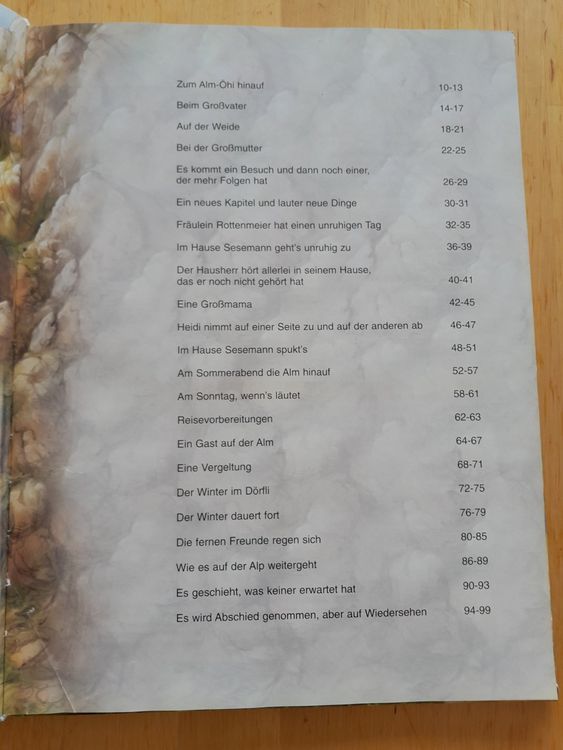 Zum Alm-Öhi hinauf 10-13
Beim Großvater 14-17
Auf der Weide 18-21
Bei der Großmutter 22-25
Es kommt ein Besuch und dann noch einer,
der mehr Folgen hat 26-29
Ein neues Kapitel und lauter neue Dinge 30-31
Fräulein Rottenmeier hat einen unruhigen Tag 32-35
Im Hause Sesemann geht's unruhig zu 36-39
Der Hausherr hört allerlei in seinem Hause,
das er noch nicht gehört hat 40-41
Eine Großmama 42-45
Heidi nimmt auf einer Seite zu und auf der anderen ab 46-47
Im Hause Sesemann spukt's 48-51
Am Sommerabend die Alm hinauf 52-57
Am Sonntag, wenn's läutet 58-61
Reisevorbereitungen 62-63
Ein Gast auf der Alm 64-67
Eine Vergeltung 68-71
Der Winter im Dörfli 72-75
Der Winter dauert fort 76-79
Die fernen Freunde regen sich 80-85
Wie es auf der Alp weitergeht 86-89
Es geschieht, was keiner erwartet hat 90-93
Es wird Abschied genommen, aber auf Wiedersehen 94-99